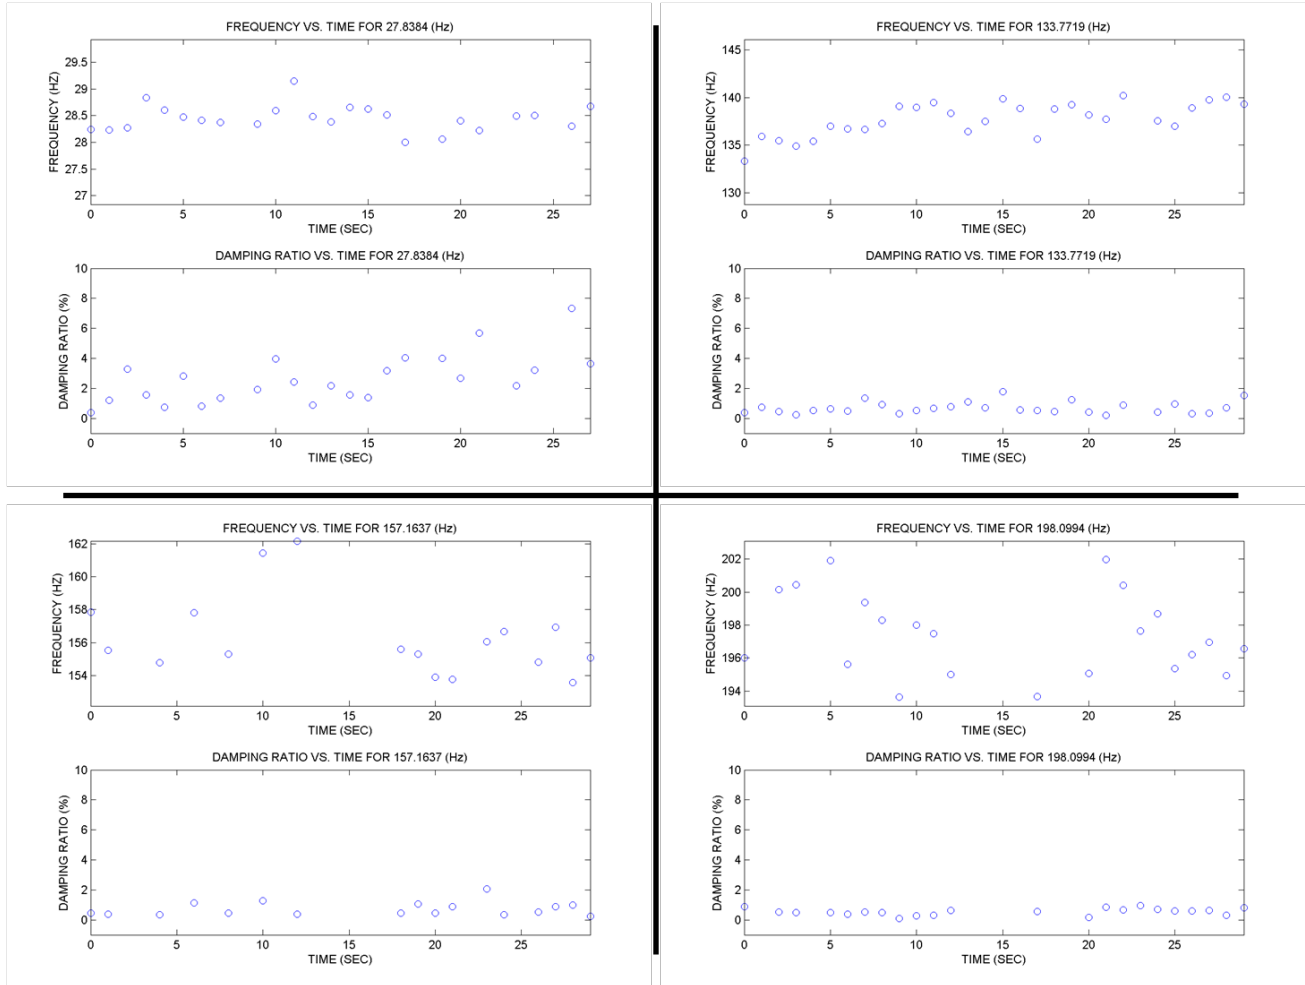 FREQUENCY VS. TIME FOR 27.8384 (Hz)
FREQUENCY (HZ)
29.5
29
28.5
28
27.5
27
0 5 10 15 20 25
TIME (SEC)
DAMPING RATIO VS. TIME FOR 27.8384 (Hz)
DAMPING RATIO (%)
10
8
6
4
2
0
0 5 10 15 20 25
TIME (SEC)
FREQUENCY VS. TIME FOR 133.7719 (Hz)
FREQUENCY (HZ)
145
140
135
130
0 5 10 15 20 25
TIME (SEC)
DAMPING RATIO VS. TIME FOR 133.7719 (Hz)
DAMPING RATIO (%)
10
8
6
4
2
0
0 5 10 15 20 25
TIME (SEC)
FREQUENCY VS. TIME FOR 157.1637 (Hz)
FREQUENCY (HZ)
162
160
158
156
154
0 5 10 15 20 25
TIME (SEC)
DAMPING RATIO VS. TIME FOR 157.1637 (Hz)
DAMPING RATIO (%)
10
8
6
4
2
0
0 5 10 15 20 25
TIME (SEC)
FREQUENCY VS. TIME FOR 198.0994 (Hz)
FREQUENCY (HZ)
202
200
198
196
194
0 5 10 15 20 25
TIME (SEC)
DAMPING RATIO VS. TIME FOR 198.0994 (Hz)
DAMPING RATIO (%)
10
8
6
4
2
0
0 5 10 15 20 25
TIME (SEC)